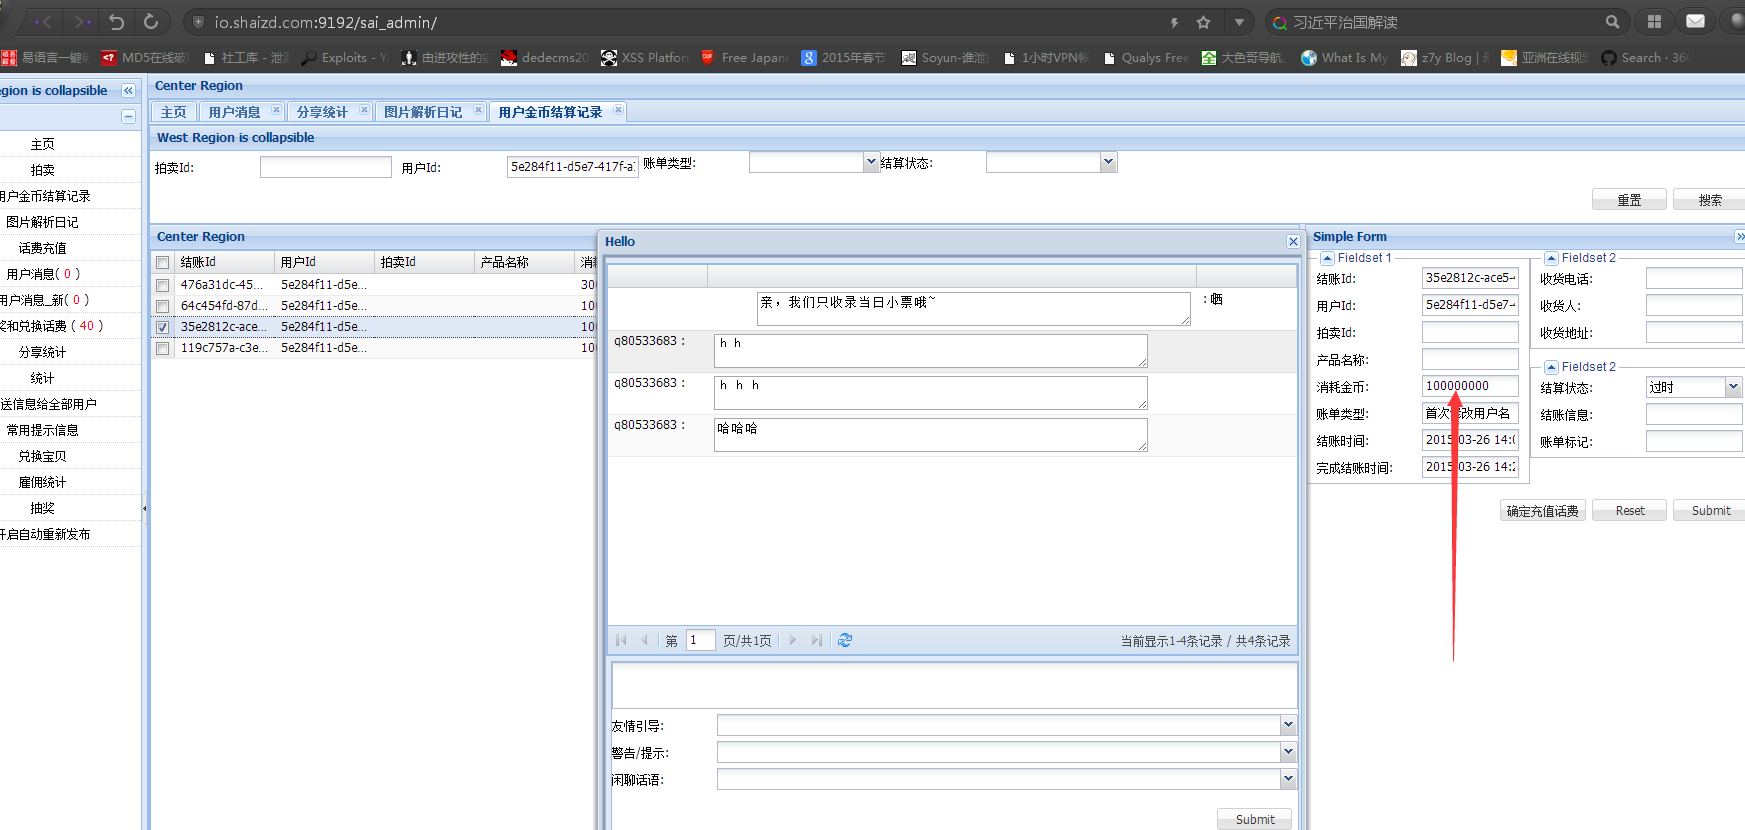 io.shaizd.com:9192/sai_admin/
习近平治国解读
易语言一键
MD5在线破
社工库 - 泄
Exploits - Y
由进攻性的
dedecms20
XSS Platfor
Free Japan
2015年春节
Soyun-谁泄
1小时VPN帐
Qualys Free
大色哥导航
What Is My
z7y Blog |
亚洲在线视
Search · 36
egion is collapsible
Center Region
主页
用户消息
分享统计
图片解析日记
用户金币结算记录
West Region is collapsible
拍卖Id:
用户Id:
5e284f11-d5e7-417f-a
账单类型:
结算状态:
重置
搜索
主页
拍卖
用户金币结算记录
图片解析日记
话费充值
用户消息( 0 )
用户消息_新( 0 )
奖和兑换话费 ( 40 )
分享统计
统计
送信息给全部用户
常用提示信息
兑换宝贝
雇佣统计
抽奖
开启自动重新发布
Center Region
结账Id
用户Id
拍卖Id
产品名称
消
476a31dc-45...
5e284f11-d5e...
30
64c454fd-87d...
5e284f11-d5e...
10
35e2812c-ace...
5e284f11-d5e...
10
119c757a-c3e...
5e284f11-d5e...
10
Hello
亲，我们只收录当日小票哦~
：晒
q80533683：
h h
q80533683：
h h h
q80533683：
哈哈哈
第
1
页/共1页
当前显示1-4条记录 / 共4条记录
友情引导:
警告/提示:
闲聊话语:
Submit
Simple Form
Fieldset 1
结账Id:
35e2812c-ace5-
用户Id:
5e284f11-d5e7-
拍卖Id:
产品名称:
消耗金币:
100000000
账单类型:
首次修改用户名
结账时间:
2015-03-26 14:0
完成结账时间:
2015-03-26 14:2
Fieldset 2
收货电话:
收货人:
收货地址:
Fieldset 2
结算状态:
过时
结账信息:
账单标记:
确定充值话费
Reset
Submit